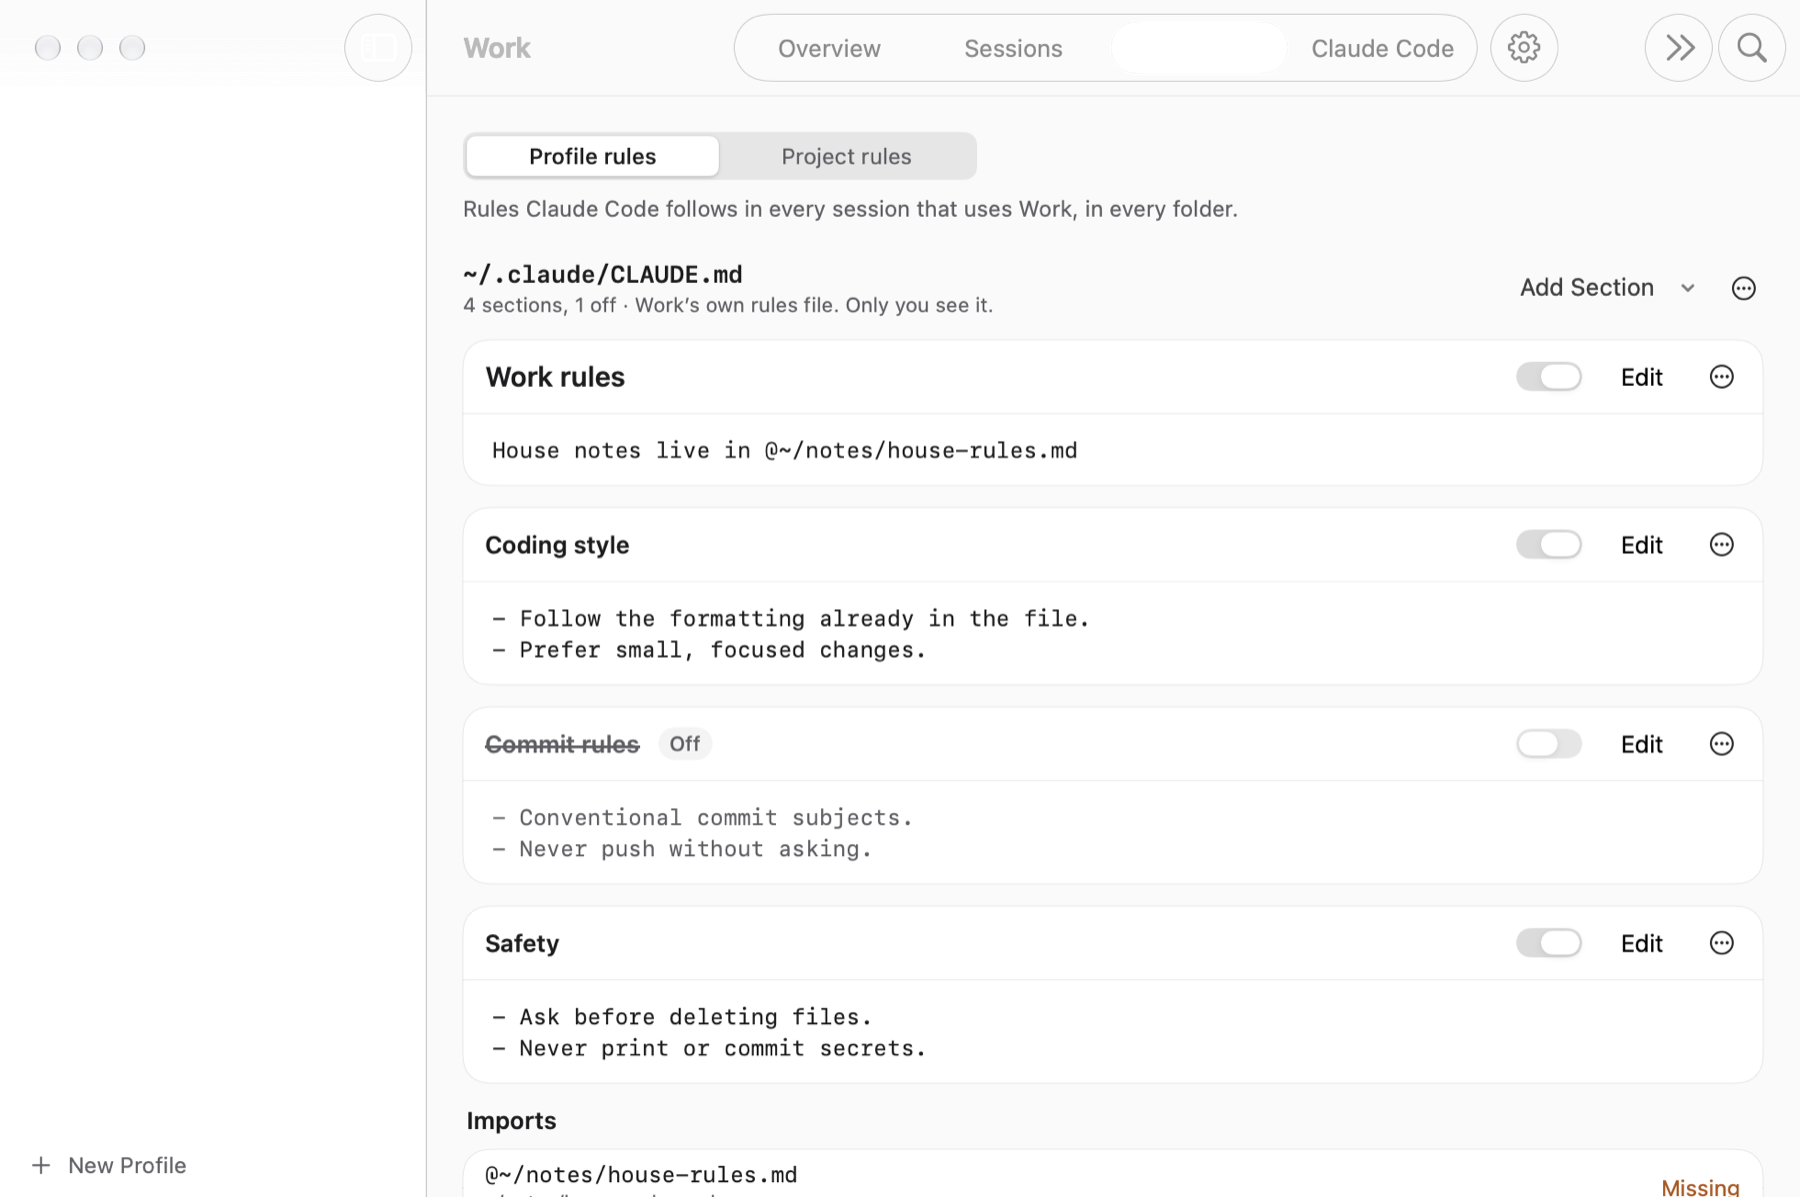 Work
Overview
Sessions
Claude Code
Profile rules
Project rules
Rules Claude Code follows in every session that uses Work, in every folder.
~/.claude/CLAUDE.md
4 sections, 1 off · Work’s own rules file. Only you see it.
Add Section
Work rules
Edit
House notes live in @~/notes/house-rules.md
Coding style
Edit
- Follow the formatting already in the file.
- Prefer small, focused changes.
Commit rules
Off
Edit
- Conventional commit subjects.
- Never push without asking.
Safety
Edit
- Ask before deleting files.
- Never print or commit secrets.
Imports
@~/notes/house-rules.md
Missing
New Profile